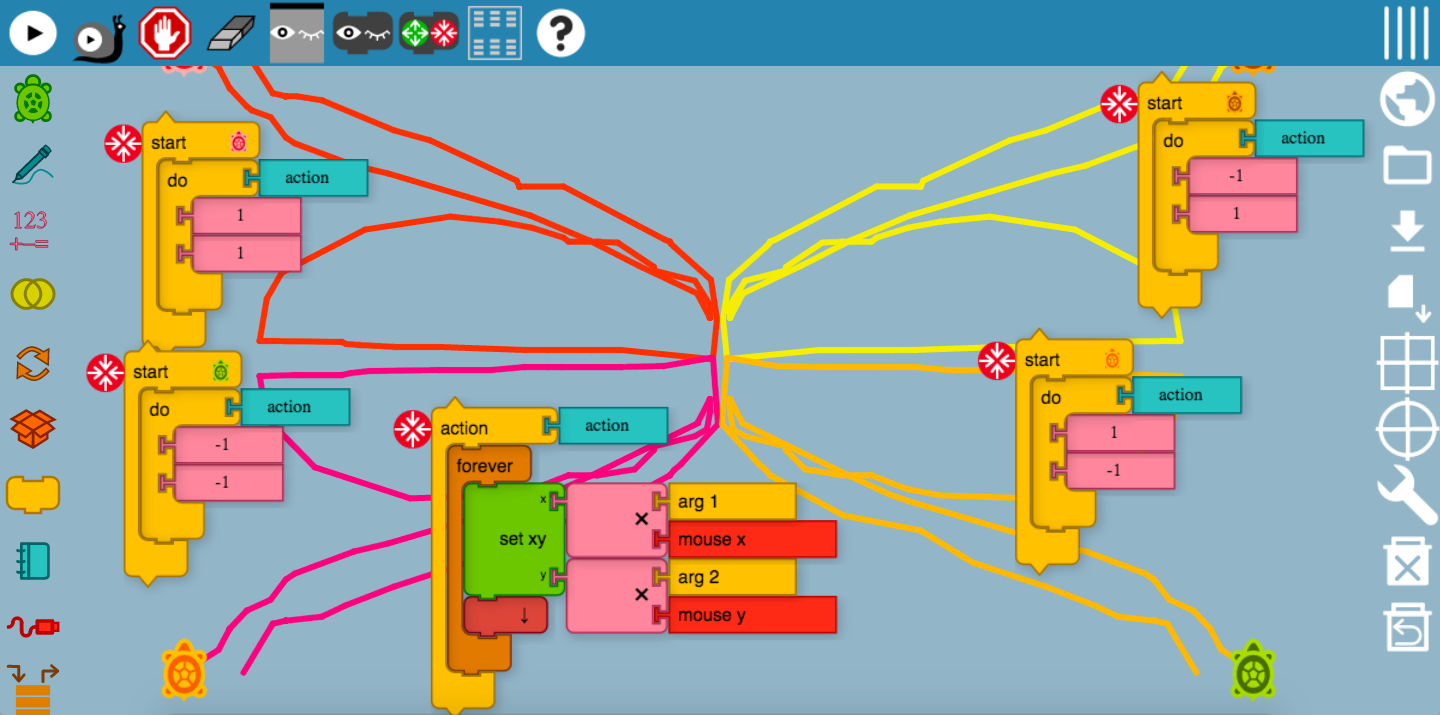 ?
start
do
action
1
1
start
do
action
-1
1
123
+-=
start
do
action
-1
-1
start
do
action
1
-1
action
action
forever
set xy
x
y
×
arg 1
mouse x
×
arg 2
mouse y
↓